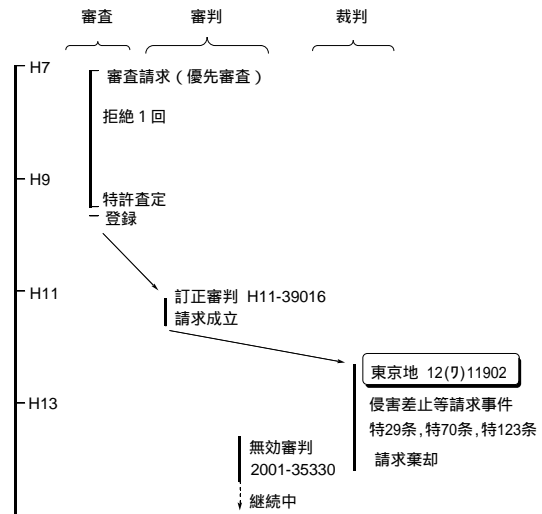 審査 審判 裁判
H7
審査請求（優先審査）
拒絶1回
H9
特許査定
登録
H11
訂正審判 H11-39016
請求成立
東京地 12(ワ)11902
H13
侵害差止等請求事件
特29条,特70条,特123条
請求棄却
無効審判
2001-35330
継続中